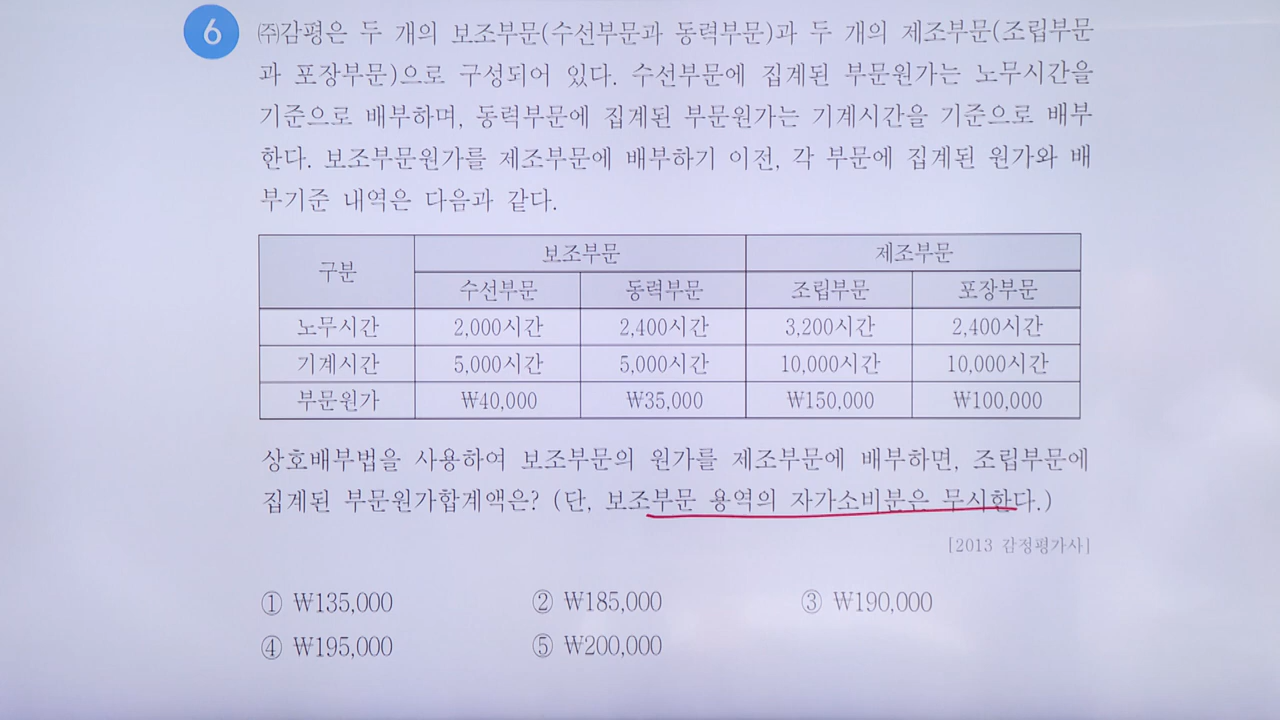 6
㈜감평은 두 개의 보조부문(수선부문과 동력부문)과 두 개의 제조부문(조립부문
과 포장부문)으로 구성되어 있다. 수선부문에 집계된 부문원가는 노무시간을
기준으로 배부하며, 동력부문에 집계된 부문원가는 기계시간을 기준으로 배부
한다. 보조부문원가를 제조부문에 배부하기 이전, 각 부문에 집계된 원가와 배
부기준 내역은 다음과 같다.
구분 보조부문 제조부문
수선부문 동력부문 조립부문 포장부문
노무시간 2,000시간 2,400시간 3,200시간 2,400시간
기계시간 5,000시간 5,000시간 10,000시간 10,000시간
부문원가 ₩40,000 ₩35,000 ₩150,000 ₩100,000
상호배부법을 사용하여 보조부문의 원가를 제조부문에 배부하면, 조립부문에
집계된 부문원가합계액은? (단, 보조부문 용역의 자가소비분은 무시한다.)
[2013 감정평가사]
① ₩135,000 ② ₩185,000 ③ ₩190,000
④ ₩195,000 ⑤ ₩200,000